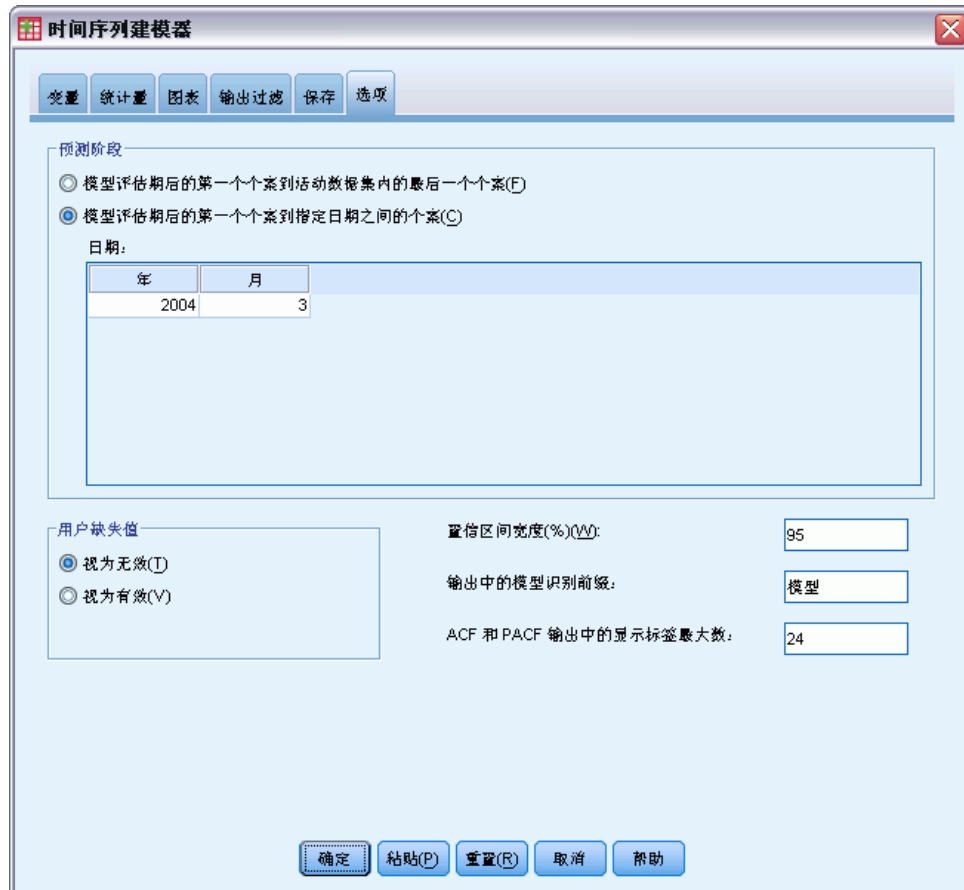 时间序列建模器
变量 统计量 图表 输出过滤 保存 选项
预测阶段
模型评估期后的第一个个案到活动数据集内的最后一个个案(F)
模型评估期后的第一个个案到指定日期之间的个案(C)
日期:
年 月
2004 3
用户缺失值
视为无效(T)
视为有效(V)
置信区间宽度(%)(W): 95
输出中的模型识别前缀: 模型
ACF 和 PACF 输出中的显示标签最大数: 24
确定 粘贴(P) 重置(R) 取消 帮助